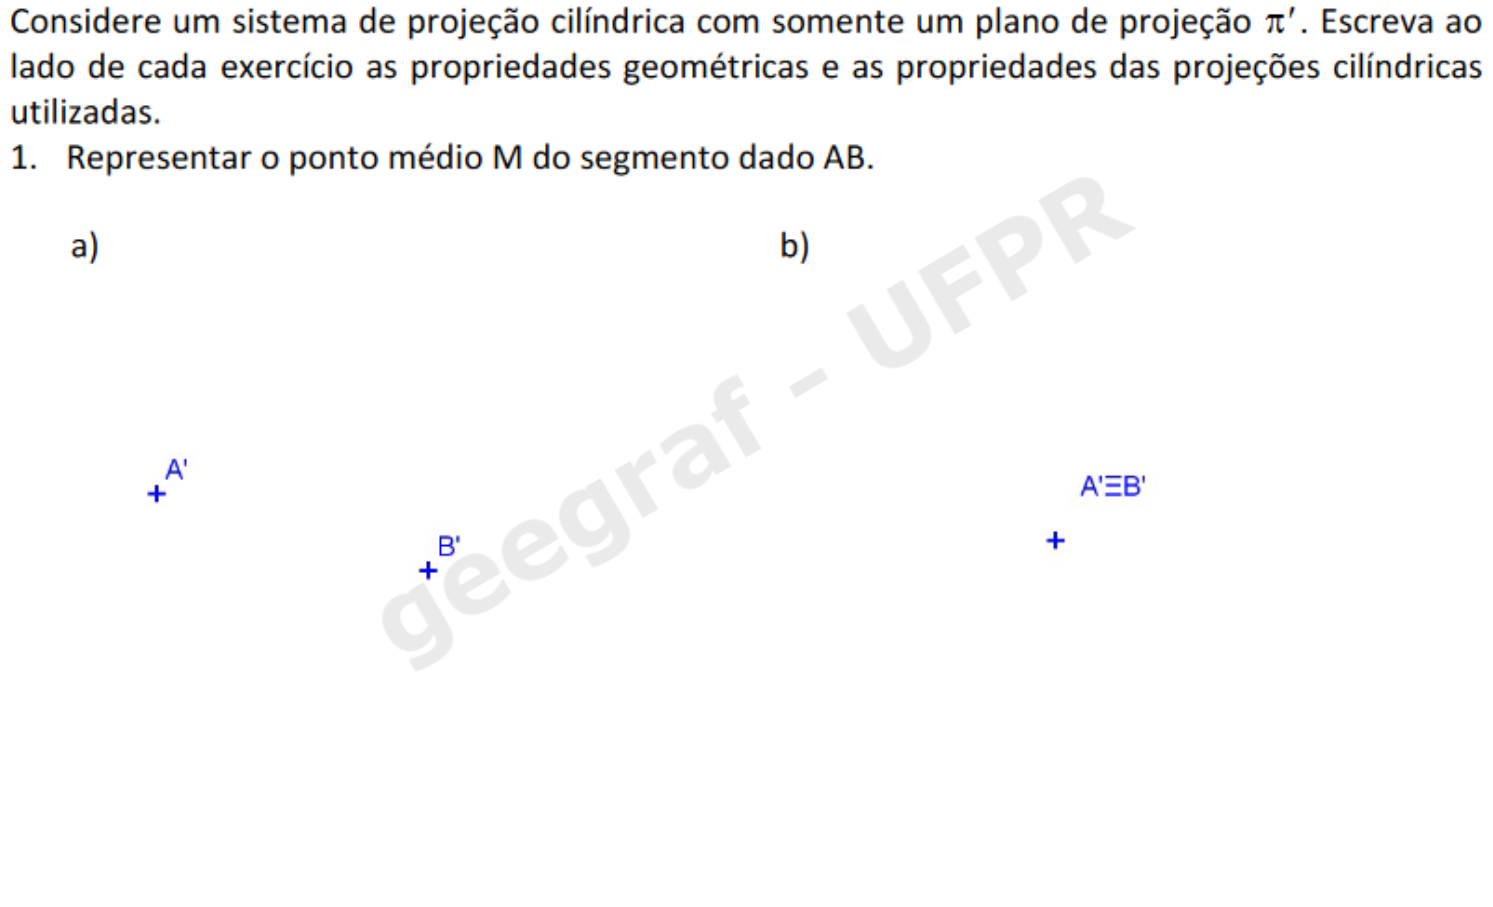 Considere um sistema de projeção cilíndrica com somente um plano de projeção π′. Escreva ao
lado de cada exercício as propriedades geométricas e as propriedades das projeções cilíndricas
utilizadas.
1. Representar o ponto médio M do segmento dado AB.
a)
b)
geegraf - UFPR
A'
A'≡B'
B'